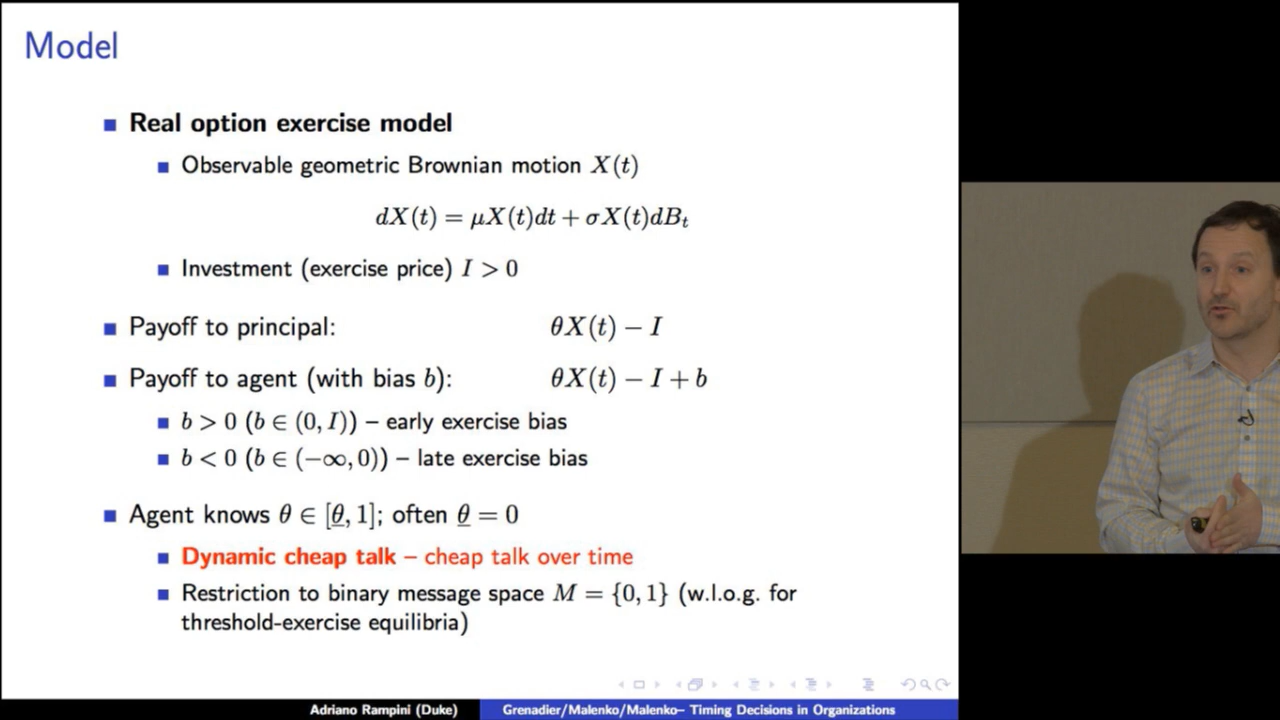 Model
Real option exercise model
Observable geometric Brownian motion X(t)
dX(t) = μX(t)dt + σX(t)dBₜ
Investment (exercise price) I > 0
Payoff to principal: θX(t) − I
Payoff to agent (with bias b): θX(t) − I + b
b > 0 (b ∈ (0, I)) – early exercise bias
b < 0 (b ∈ (−∞, 0)) – late exercise bias
Agent knows θ ∈ [θ̲, 1]; often θ̲ = 0
Dynamic cheap talk – cheap talk over time
Restriction to binary message space M = {0, 1} (w.l.o.g. for
threshold-exercise equilibria)
Adriano Rampini (Duke) Grenadier/Malenko/Malenko– Timing Decisions in Organizations